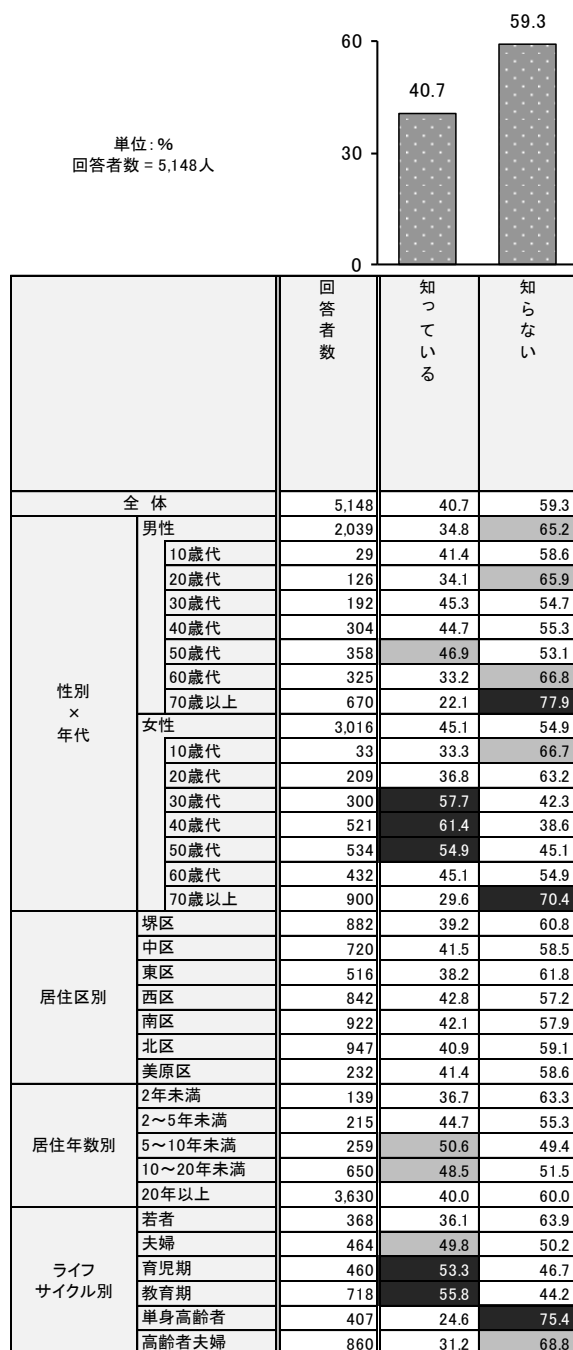 59.3
60
40.7
単位:%
回答者数 = 5,148人
30
0
回答者数 知っている 知らない
全 体 5,148 40.7 59.3
性別×年代
男性 2,039 34.8 65.2
10歳代 29 41.4 58.6
20歳代 126 34.1 65.9
30歳代 192 45.3 54.7
40歳代 304 44.7 55.3
50歳代 358 46.9 53.1
60歳代 325 33.2 66.8
70歳以上 670 22.1 77.9
女性 3,016 45.1 54.9
10歳代 33 33.3 66.7
20歳代 209 36.8 63.2
30歳代 300 57.7 42.3
40歳代 521 61.4 38.6
50歳代 534 54.9 45.1
60歳代 432 45.1 54.9
70歳以上 900 29.6 70.4
居住区別
堺区 882 39.2 60.8
中区 720 41.5 58.5
東区 516 38.2 61.8
西区 842 42.8 57.2
南区 922 42.1 57.9
北区 947 40.9 59.1
美原区 232 41.4 58.6
居住年数別
2年未満 139 36.7 63.3
2～5年未満 215 44.7 55.3
5～10年未満 259 50.6 49.4
10～20年未満 650 48.5 51.5
20年以上 3,630 40.0 60.0
ライフ
サイクル別
若者 368 36.1 63.9
夫婦 464 49.8 50.2
育児期 460 53.3 46.7
教育期 718 55.8 44.2
単身高齢者 407 24.6 75.4
高齢者夫婦 860 31.2 68.8